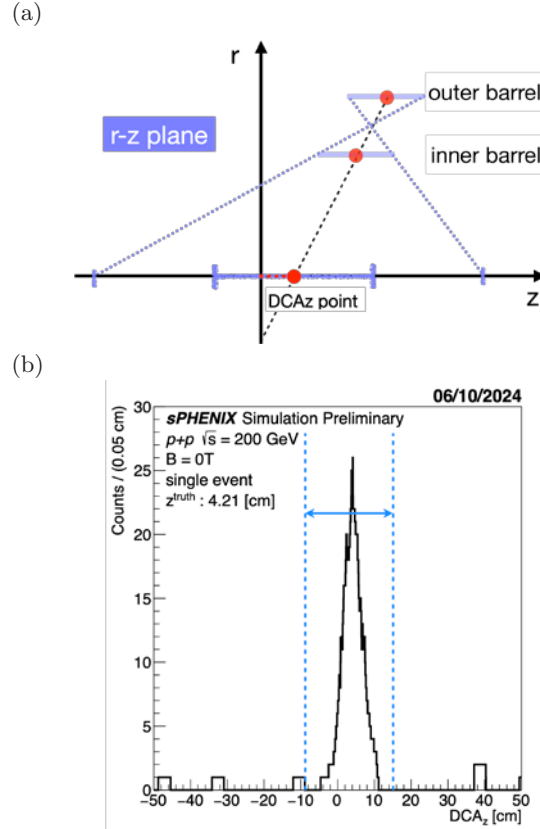 (a)
r
outer barrel
r-z plane
inner barrel
DCAz point
z
(b)
06/10/2024
sPHENIX Simulation Preliminary
p+p √s = 200 GeV
B = 0T
single event
z^truth : 4.21 [cm]
Counts / (0.05 cm)
30
25
20
15
10
5
0
−50 −40 −30 −20 −10 0 10 20 30 40 50
DCA_z [cm]